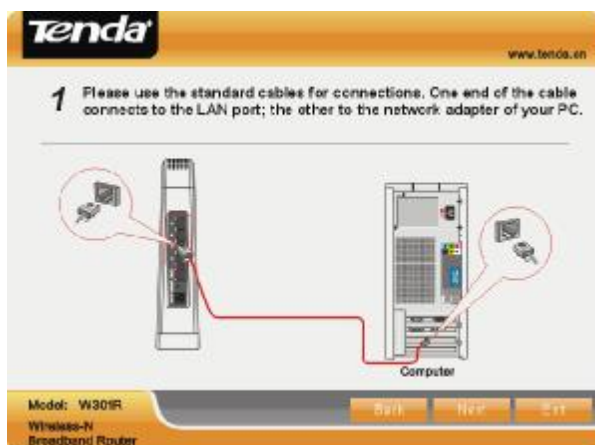 Tenda
www.tenda.cn
1 Please use the standard cables for connections. One end of the cable
connects to the LAN port; the other to the network adapter of your PC.
Computer
Model: W301R
Wireless-N
Broadband Router
Back Next Exit